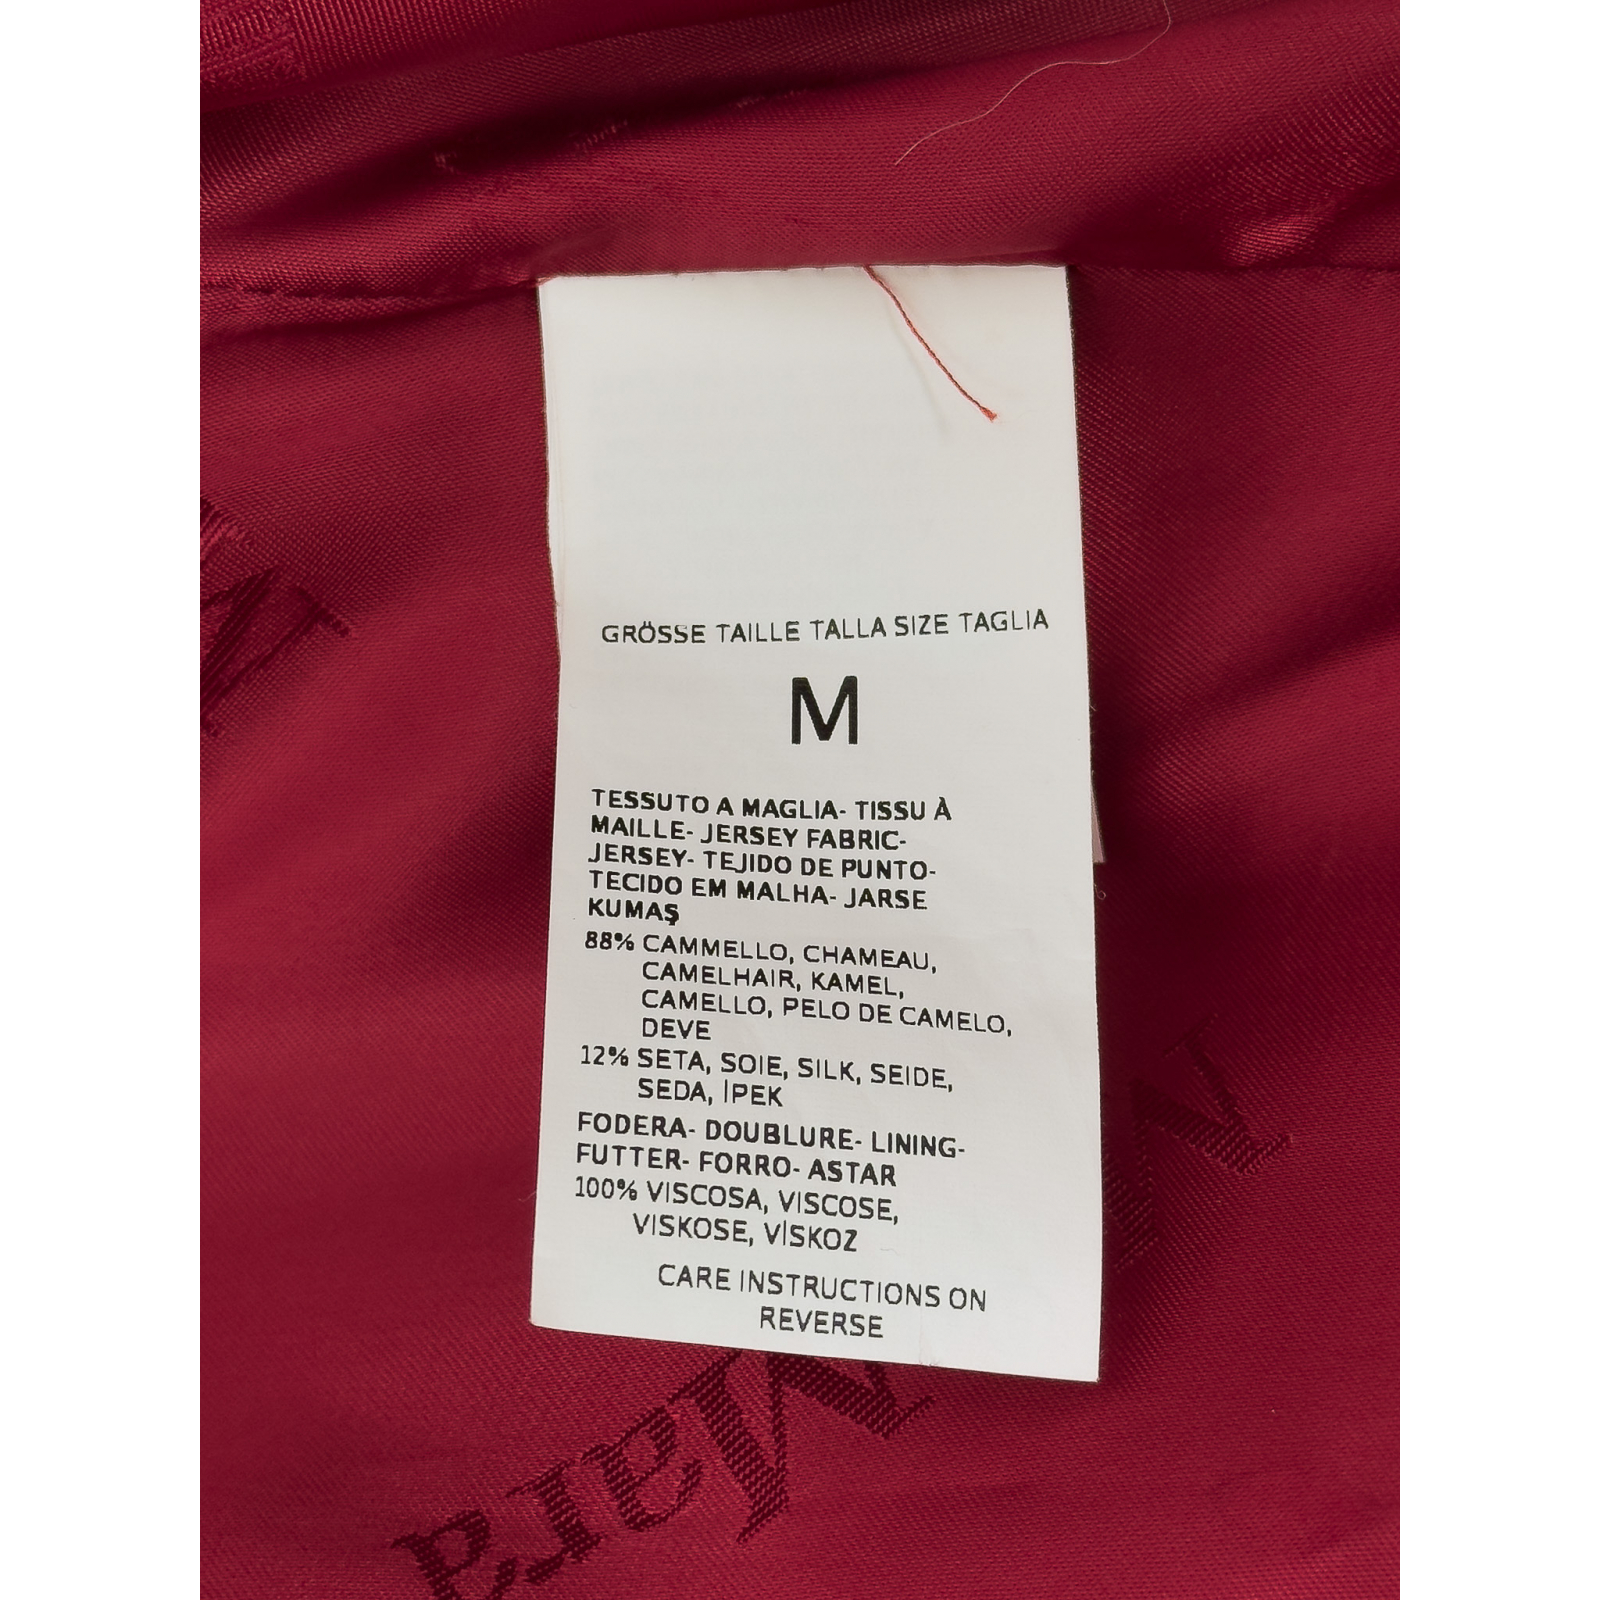 GRÖSSE TAILLE TALLA SIZE TAGLIA
M
TESSUTO A MAGLIA- TISSU À
MAILLE- JERSEY FABRIC-
JERSEY- TEJIDO DE PUNTO-
TECIDO EM MALHA- JARSE
KUMAŞ
88% CAMMELLO, CHAMEAU,
CAMELHAIR, KAMEL,
CAMELLO, PELO DE CAMELO,
DEVE
12% SETA, SOIE, SILK, SEIDE,
SEDA, İPEK
FODERA- DOUBLURE- LINING-
FUTTER- FORRO- ASTAR
100% VISCOSA, VISCOSE,
VISKOSE, VİSKOZ
CARE INSTRUCTIONS ON
REVERSE
MaxMara